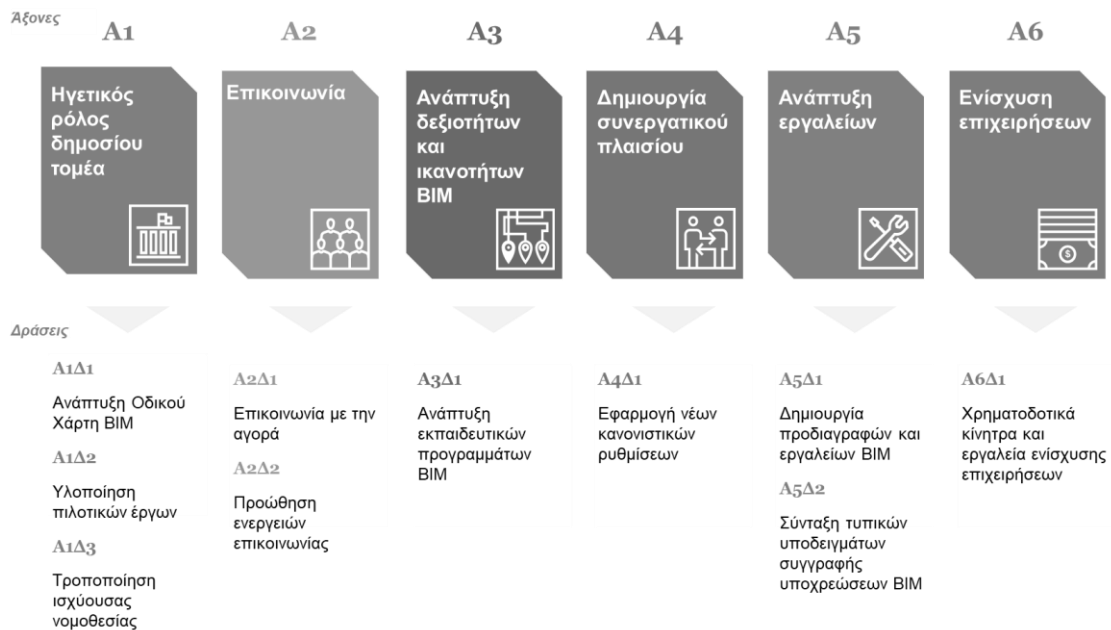 Άξονες
A1
A2
A3
A4
A5
A6
Ηγετικός
ρόλος
δημοσίου
τομέα
Επικοινωνία
Ανάπτυξη
δεξιοτήτων
και
ικανοτήτων
BIM
Δημιουργία
συνεργατικού
πλαισίου
Ανάπτυξη
εργαλείων
Ενίσχυση
επιχειρήσεων
$
Δράσεις
Α1Δ1
Ανάπτυξη Οδικού
Χάρτη BIM
Α1Δ2
Υλοποίηση
πιλοτικών έργων
Α1Δ3
Τροποποίηση
ισχύουσας
νομοθεσίας
Α2Δ1
Επικοινωνία με την
αγορά
Α2Δ2
Προώθηση
ενεργειών
επικοινωνίας
Α3Δ1
Ανάπτυξη
εκπαιδευτικών
προγραμμάτων
BIM
Α4Δ1
Εφαρμογή νέων
κανονιστικών
ρυθμίσεων
Α5Δ1
Δημιουργία
προδιαγραφών και
εργαλείων BIM
Α5Δ2
Σύνταξη τυπικών
υποδειγμάτων
συγγραφής
υποχρεώσεων BIM
Α6Δ1
Χρηματοδοτικά
κίνητρα και
εργαλεία ενίσχυσης
επιχειρήσεων